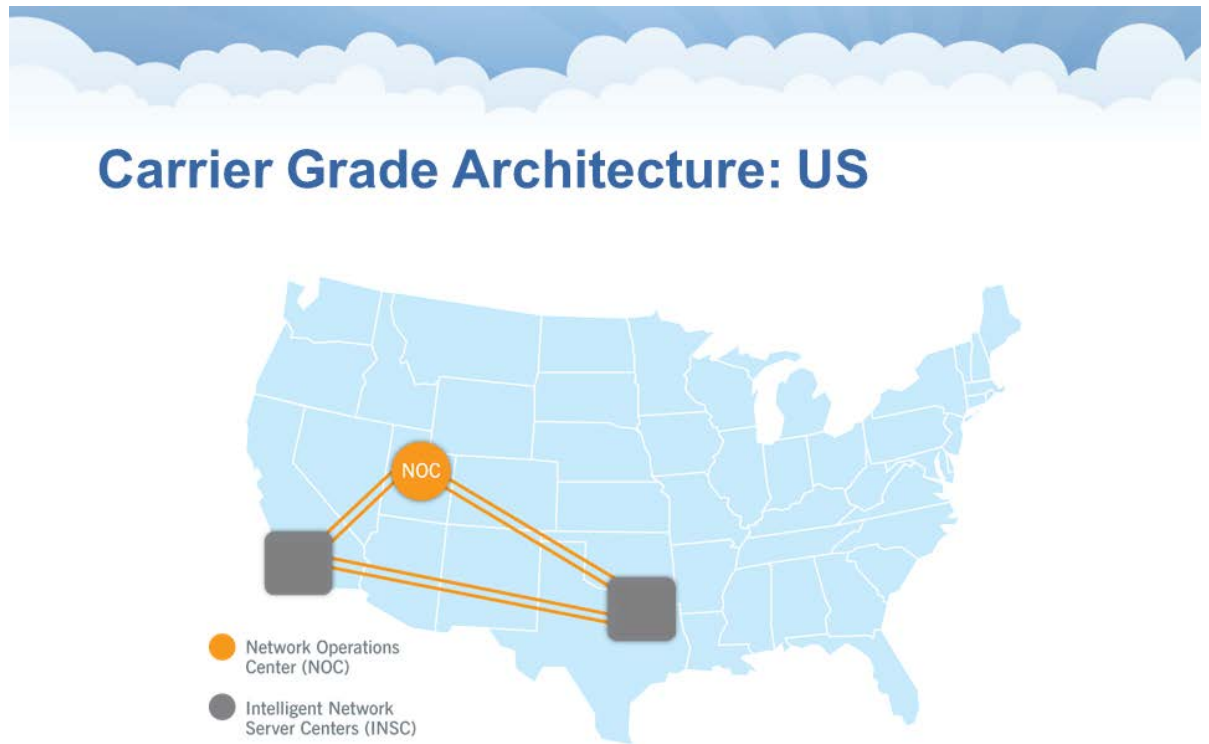 Carrier Grade Architecture: US
NOC
Network Operations
Center (NOC)
Intelligent Network
Server Centers (INSC)